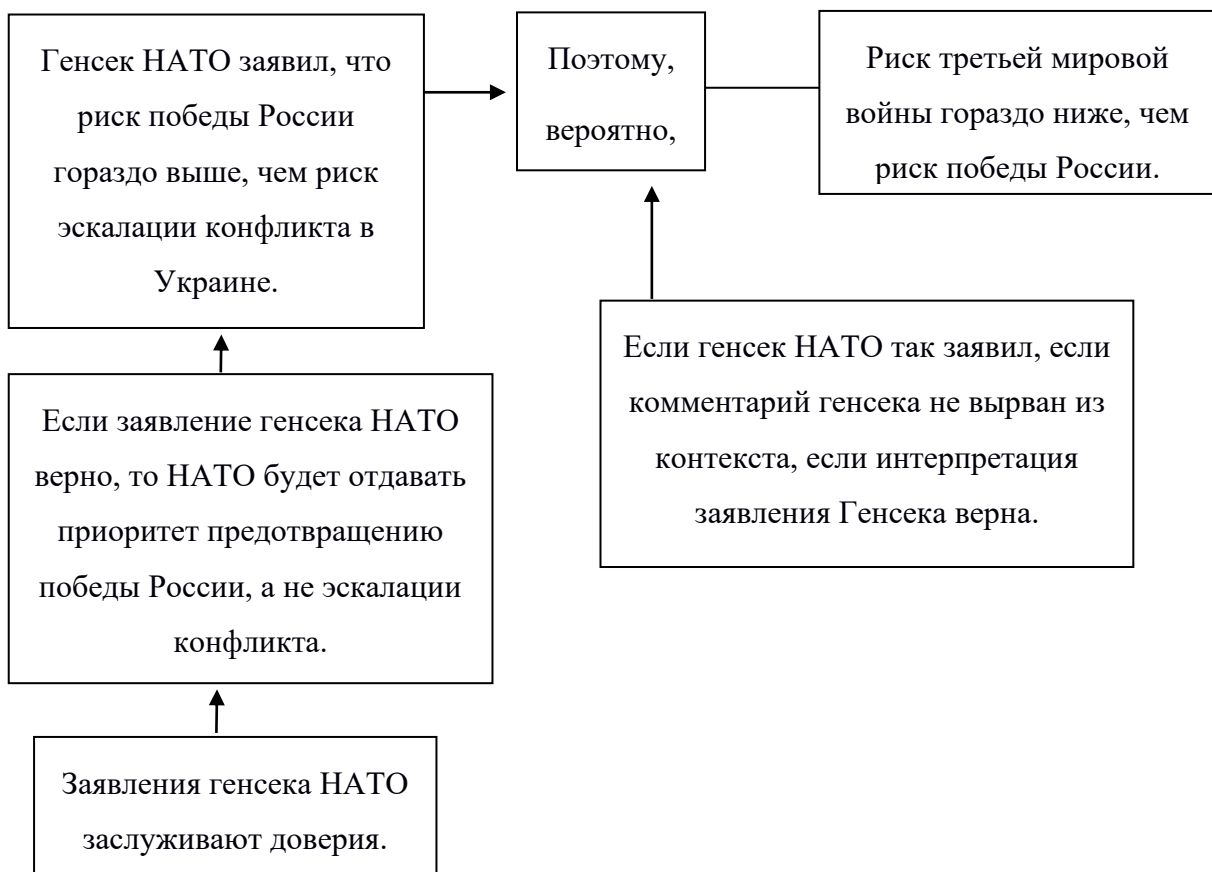 Генсек НАТО заявил, что
риск победы России
гораздо выше, чем риск
эскалации конфликта в
Украине.
Поэтому,
вероятно,
Риск третьей мировой
войны гораздо ниже, чем
риск победы России.
Если заявление генсека НАТО
верно, то НАТО будет отдавать
приоритет предотвращению
победы России, а не эскалации
конфликта.
Если генсек НАТО так заявил, если
комментарий генсека не вырван из
контекста, если интерпретация
заявления Генсека верна.
Заявления генсека НАТО
заслуживают доверия.